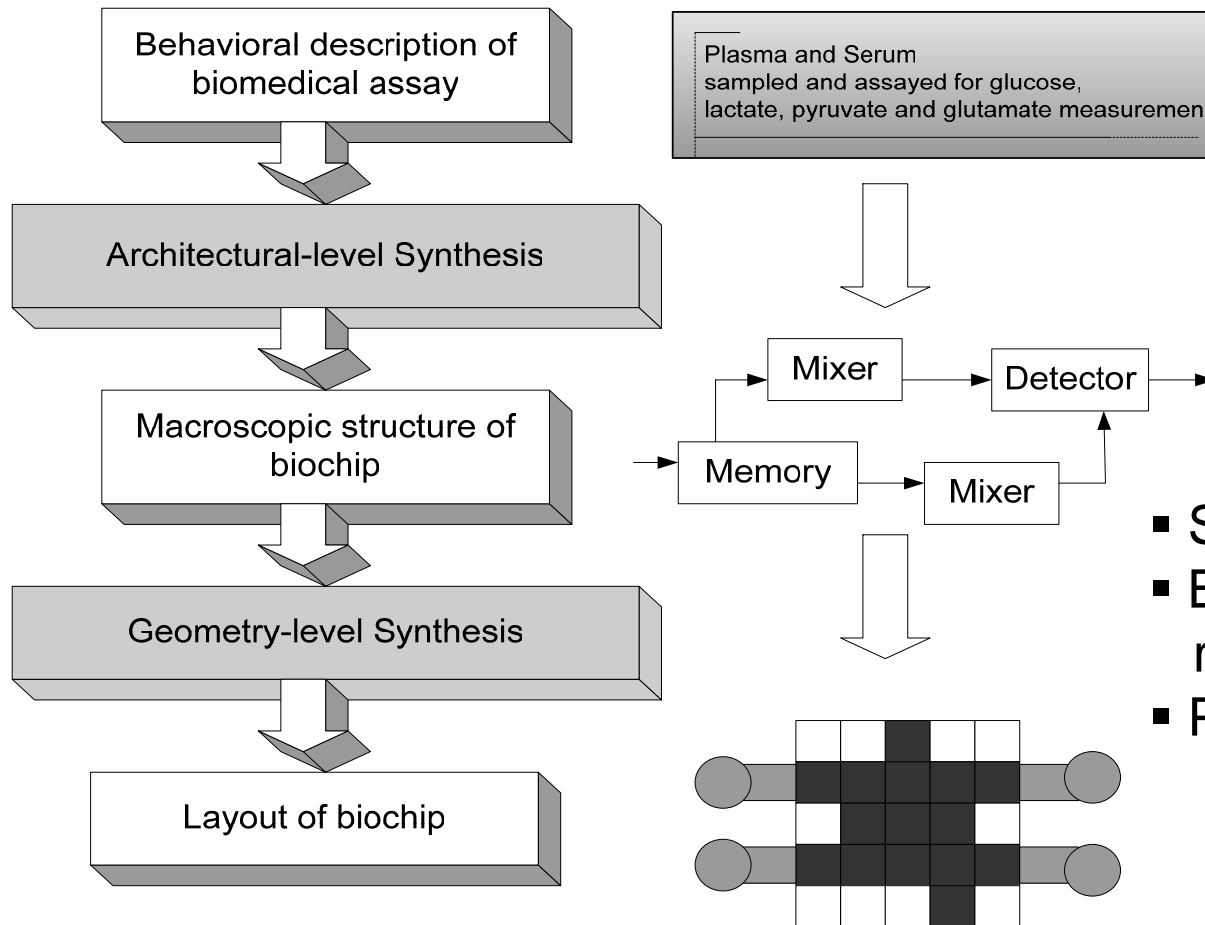 Behavioral description of
biomedical assay
Architectural-level Synthesis
Macroscopic structure of
biochip
Geometry-level Synthesis
Layout of biochip
Plasma and Serum
sampled and assayed for glucose,
lactate, pyruvate and glutamate
Mixer
Detector
Memory
Mixer